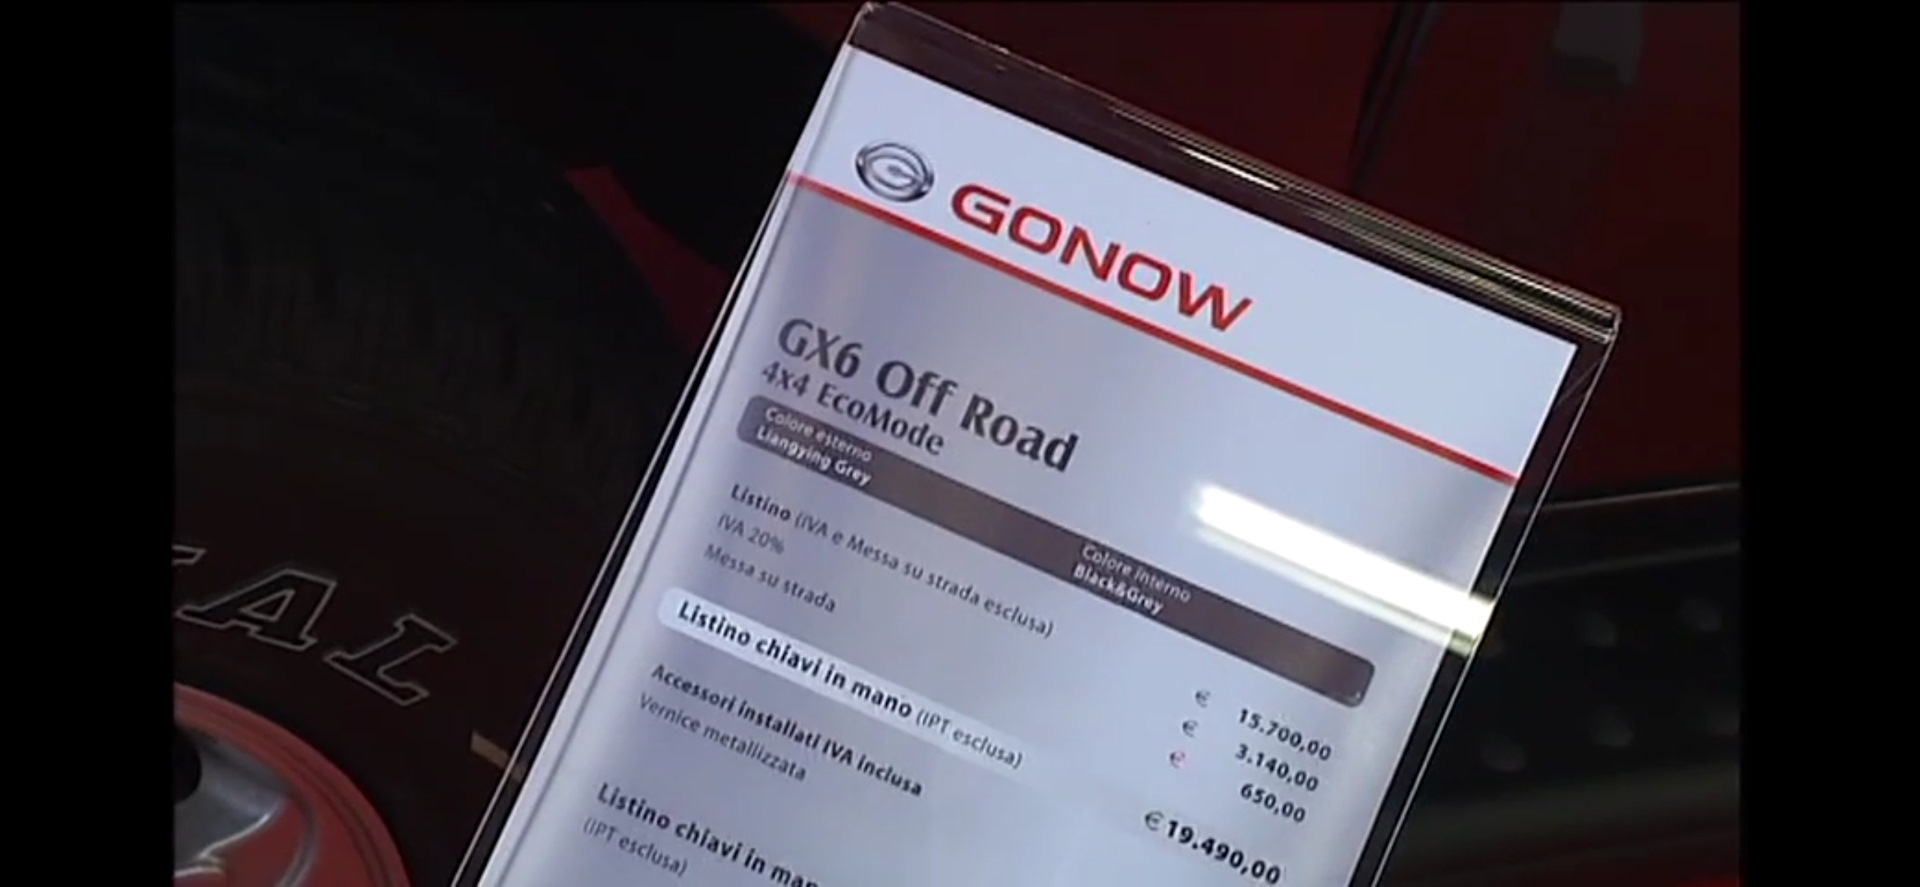 GONOW
GX6 Off Road
4x4 EcoMode
Colore esterno
Liangying Grey
Colore interno
Black&Grey
Listino (IVA e Messa su strada esclusa) € 15.700,00
IVA 20% € 3.140,00
Messa su strada € 650,00
Listino chiavi in mano (IPT esclusa) € 19.490,00
Accessori installati IVA inclusa
Vernice metallizzata
Listino chiavi in
(IPT esclusa)
AL